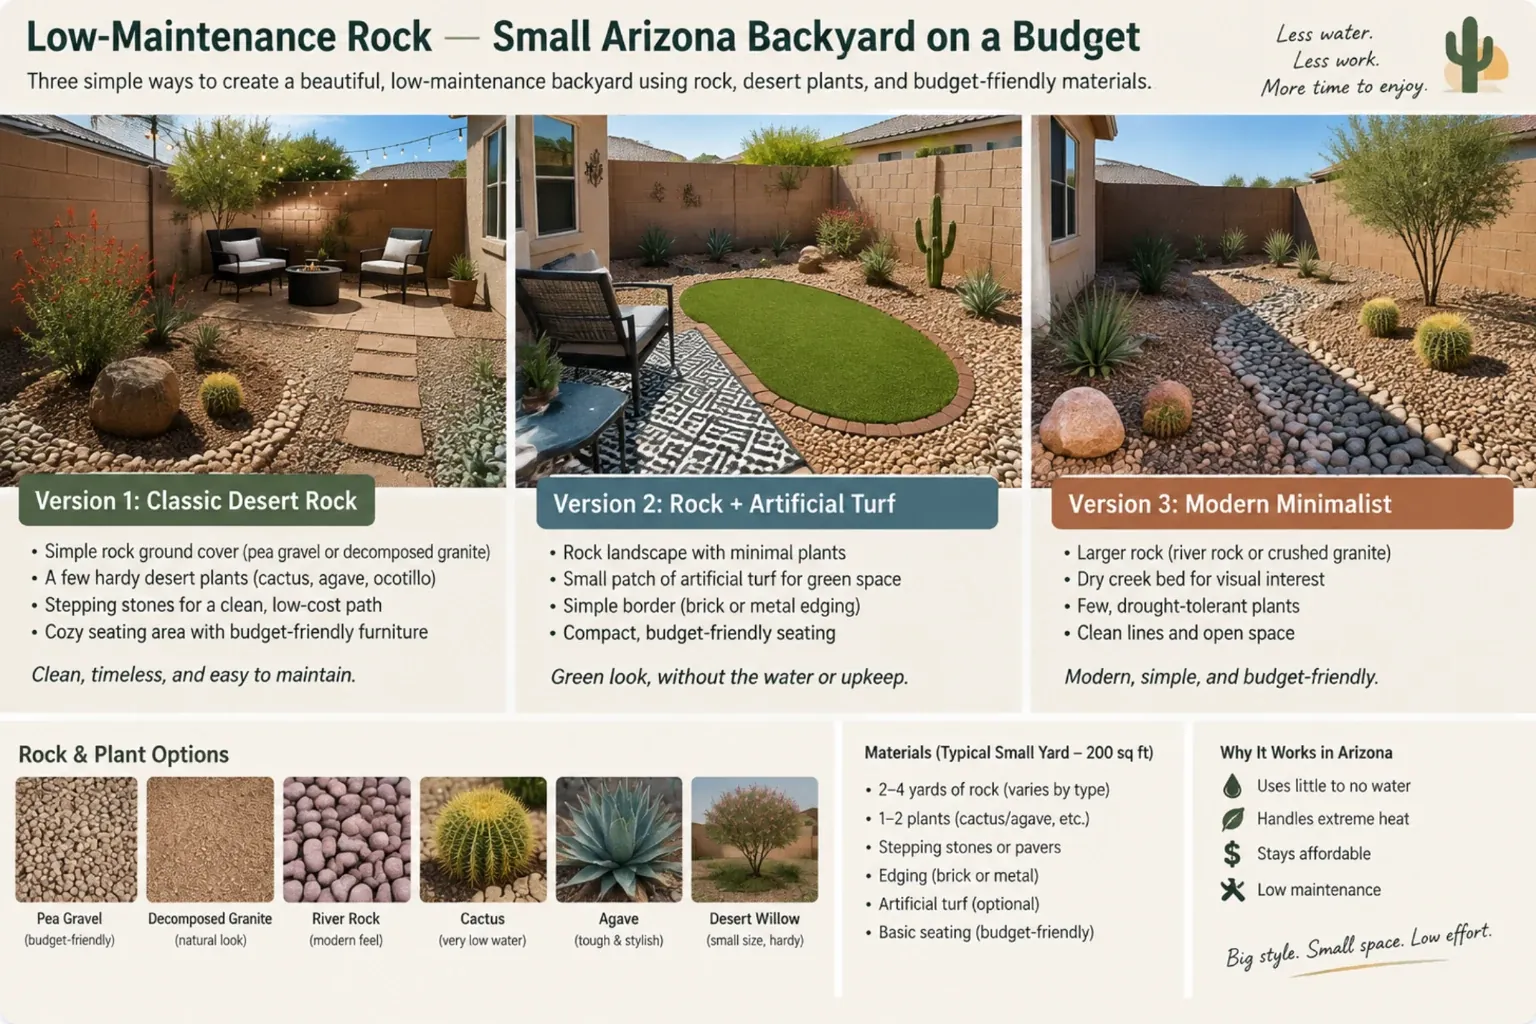 Low-Maintenance Rock — Small Arizona Backyard on a Budget
Three simple ways to create a beautiful, low-maintenance backyard using rock, desert plants, and budget-friendly materials.
Less water.
Less work.
More time to enjoy.
Version 1: Classic Desert Rock
• Simple rock ground cover (pea gravel or decomposed granite)
• A few hardy desert plants (cactus, agave, ocotillo)
• Stepping stones for a clean, low-cost path
• Cozy seating area with budget-friendly furniture
Clean, timeless, and easy to maintain.
Version 2: Rock + Artificial Turf
• Rock landscape with minimal plants
• Small patch of artificial turf for green space
• Simple border (brick or metal edging)
• Compact, budget-friendly seating
Green look, without the water or upkeep.
Version 3: Modern Minimalist
• Larger rock (river rock or crushed granite)
• Dry creek bed for visual interest
• Few, drought-tolerant plants
• Clean lines and open space
Modern, simple, and budget-friendly.
Rock & Plant Options
Pea Gravel
(budget-friendly)
Decomposed Granite
(natural look)
River Rock
(modern feel)
Cactus
(very low water)
Agave
(tough & stylish)
Desert Willow
(small size, hardy)
Materials (Typical Small Yard – 200 sq ft)
• 2–4 yards of rock (varies by type)
• 1–2 plants (cactus/agave, etc.)
• Stepping stones or pavers
• Edging (brick or metal)
• Artificial turf (optional)
• Basic seating (budget-friendly)
Why It Works in Arizona
Uses little to no water
Handles extreme heat
$ Stays affordable
Low maintenance
Big style. Small space. Low effort.